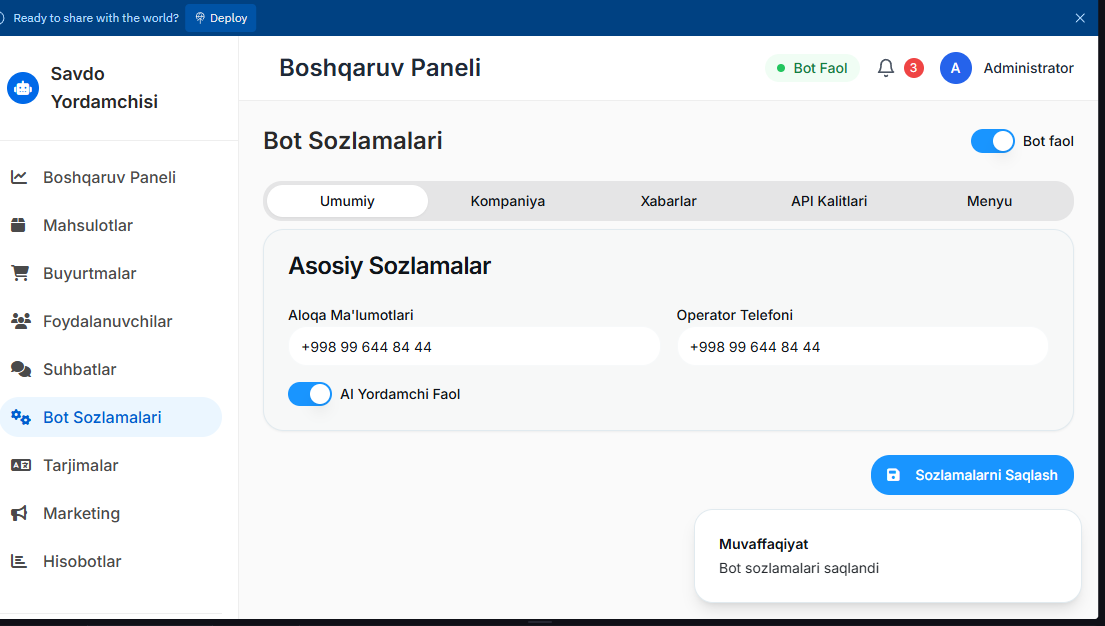 Ready to share with the world? Deploy
Savdo
Yordamchisi
Boshqaruv Paneli
Bot Faol
3
A
Administrator
Boshqaruv Paneli
Mahsulotlar
Buyurtmalar
Foydalanuvchilar
Suhbatlar
Bot Sozlamalari
Tarjimalar
Marketing
Hisobotlar
Bot Sozlamalari
Bot faol
Umumiy
Kompaniya
Xabarlar
API Kalitlari
Menyu
Asosiy Sozlamalar
Aloqa Ma'lumotlari
+998 99 644 84 44
Operator Telefoni
+998 99 644 84 44
AI Yordamchi Faol
Sozlamalarni Saqlash
Muvaffaqiyat
Bot sozlamalari saqlandi